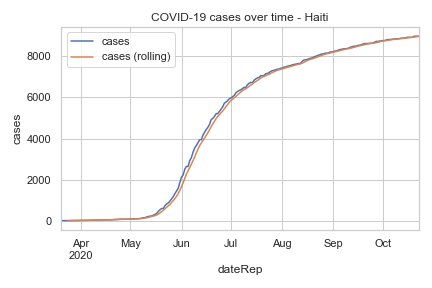 COVID-19 cases over time - Haiti
cases
cases (rolling)
8000
6000
4000
2000
0
cases
Apr May Jun Jul Aug Sep Oct
2020
dateRep